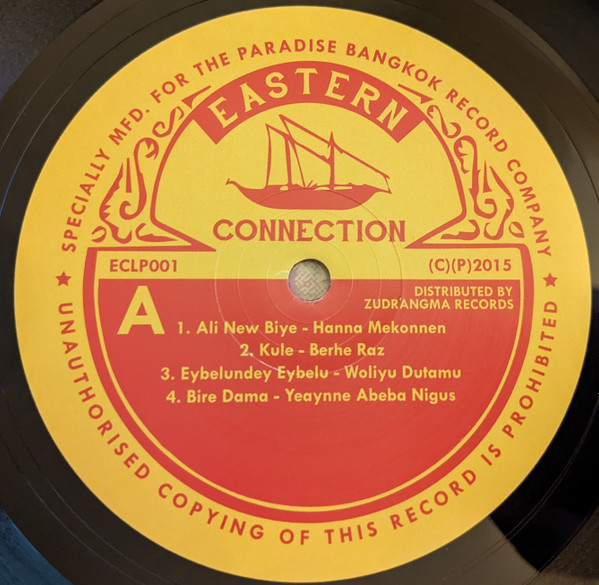 SPECIALLY MFD. FOR THE PARADISE BANGKOK RECORD COMPANY
EASTERN
CONNECTION
ECLP001
(C)(P)2015
A
DISTRIBUTED BY
ZUDRANGMA RECORDS
1. Ali New Biye - Hanna Mekonnen
2. Kule - Berhe Raz
3. Eybelundey Eybelu - Woliyu Dutamu
4. Bire Dama - Yeaynne Abeba Nigus
★ UNAUTHORISED COPYING OF THIS RECORD IS PROHIBITED ★